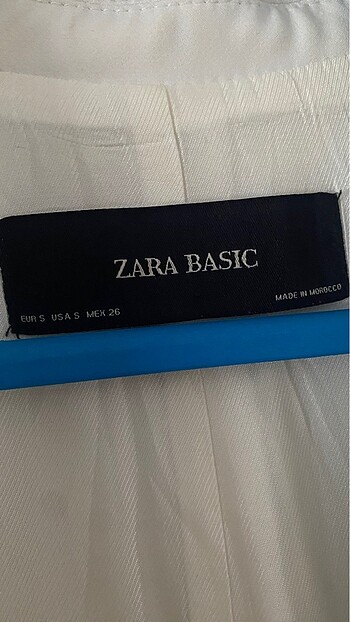 ZARA BASIC
MADE IN MOROCCO
EUR S USA S MEX 26